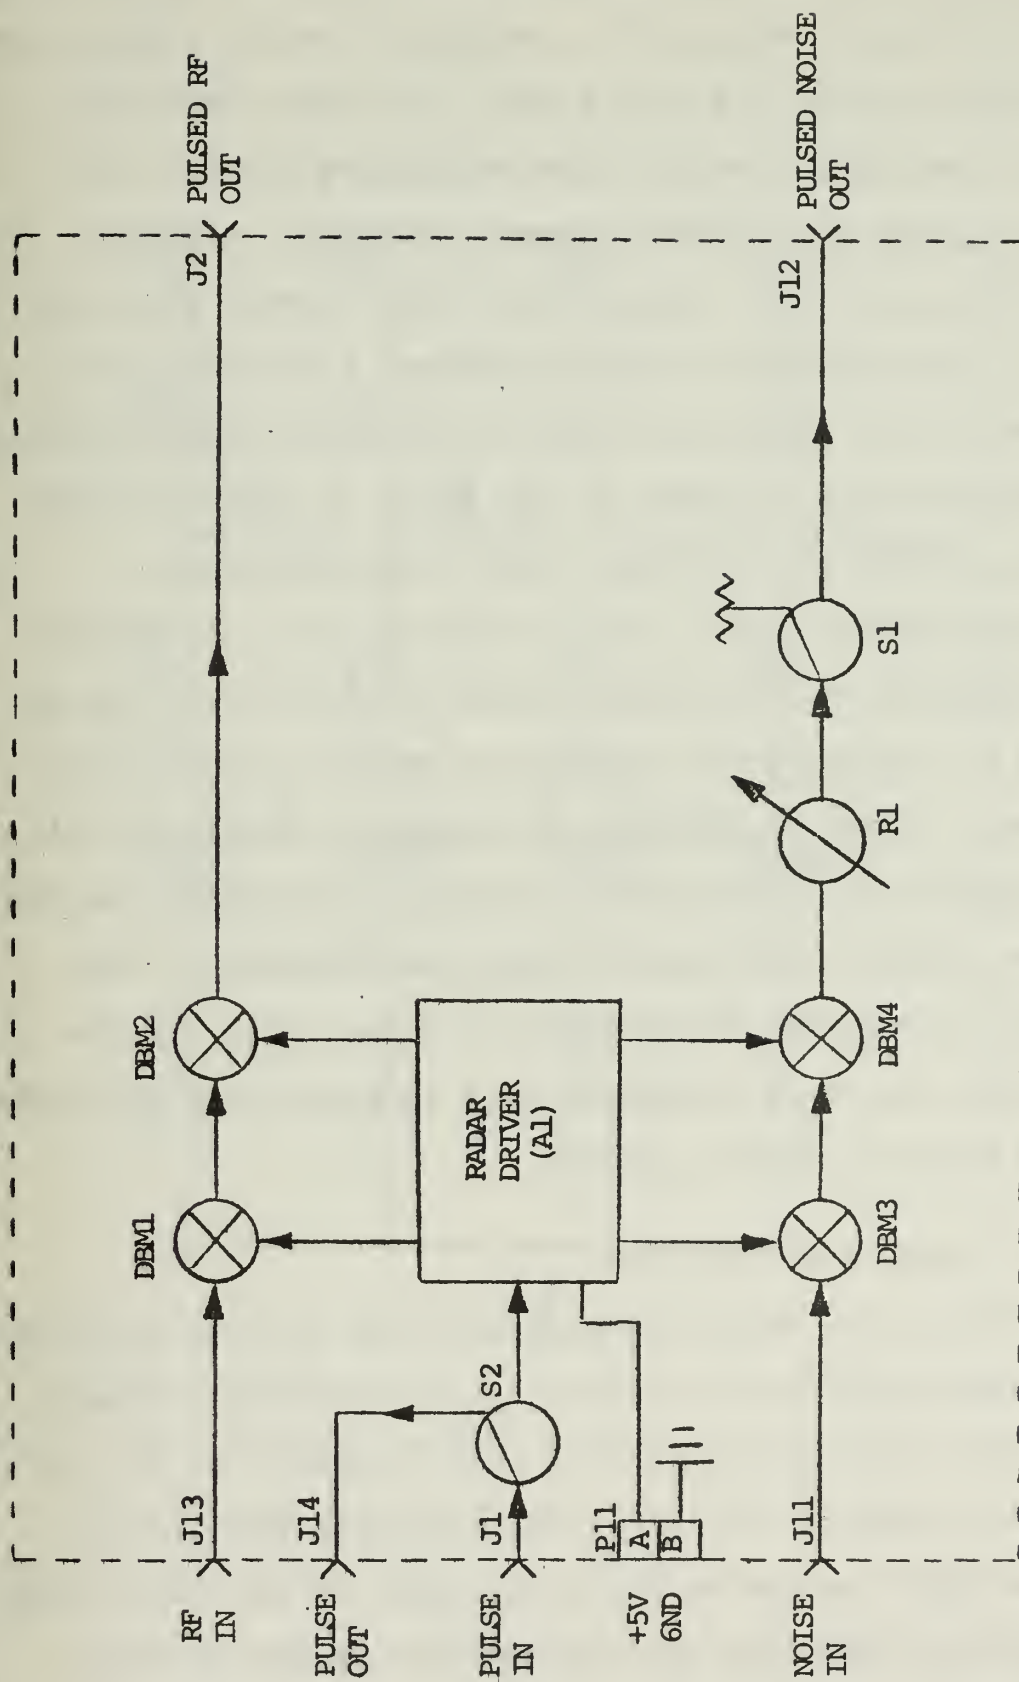 RF
IN
J13
DBM1
DBM2
J2
PULSED RF
OUT
PULSE
OUT
J14
PULSE
IN
J1
S2
RADAR
DRIVER
(A1)
+5V
6ND
P11
A
B
NOISE
IN
J11
DBM3
DBM4
R1
S1
J12
PULSED NOISE
OUT